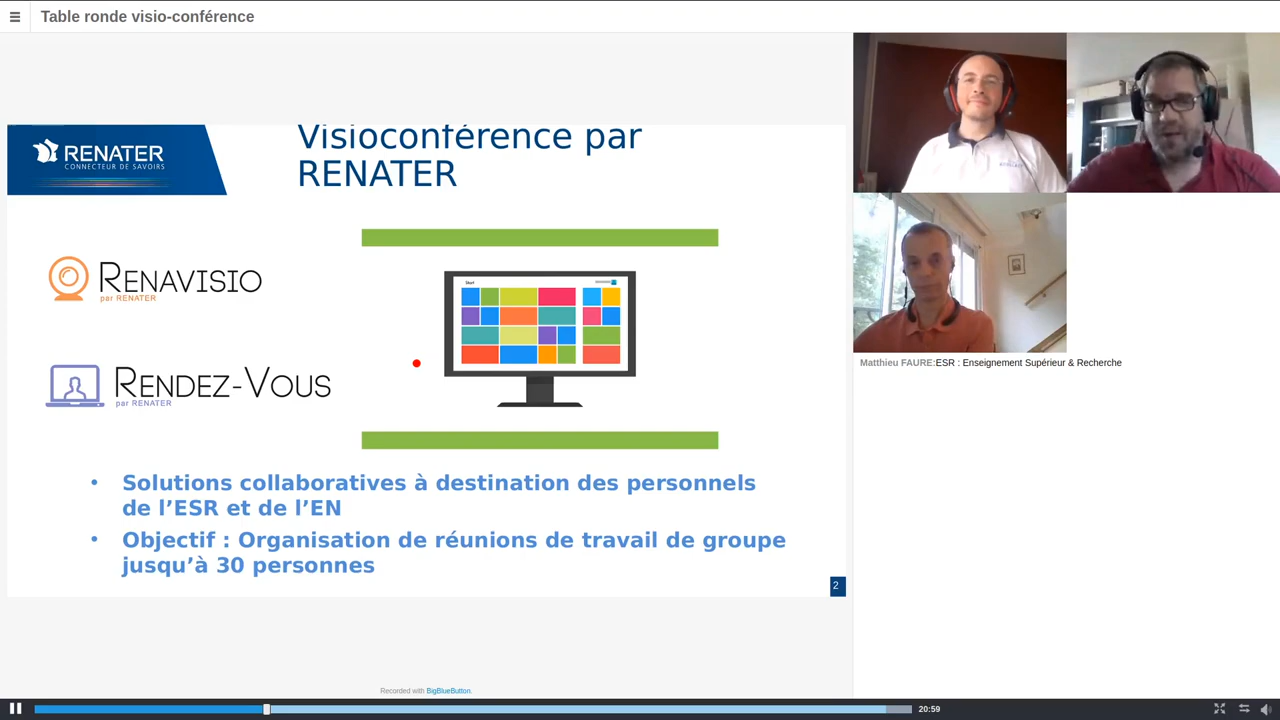 Table ronde visio-conférence
Visioconférence par
RENATER
RENATER
CONNECTEUR DE SAVOIRS
RENAVISIO
par RENATER
Start
RENDEZ-VOUS
par RENATER
• Solutions collaboratives à destination des personnels
de l’ESR et de l’EN
• Objectif : Organisation de réunions de travail de groupe
jusqu’à 30 personnes
2
Matthieu FAURE:ESR : Enseignement Supérieur & Recherche
Recorded with BigBlueButton.
20:59